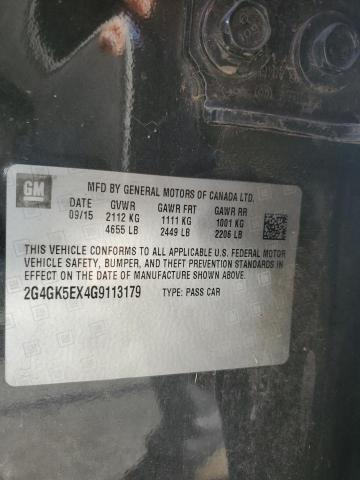 GM
MFD BY GENERAL MOTORS OF CANADA LTD.
DATE GVWR GAWR FRT GAWR RR
09/15 2112 KG 1111 KG 1001 KG
4655 LB 2449 LB 2206 LB
THIS VEHICLE CONFORMS TO ALL APPLICABLE U.S. FEDERAL MOTOR
VEHICLE SAFETY, BUMPER, AND THEFT PREVENTION STANDARDS IN
EFFECT ON THE DATE OF MANUFACTURE SHOWN ABOVE.
2G4GK5EX4G9113179 TYPE: PASS CAR